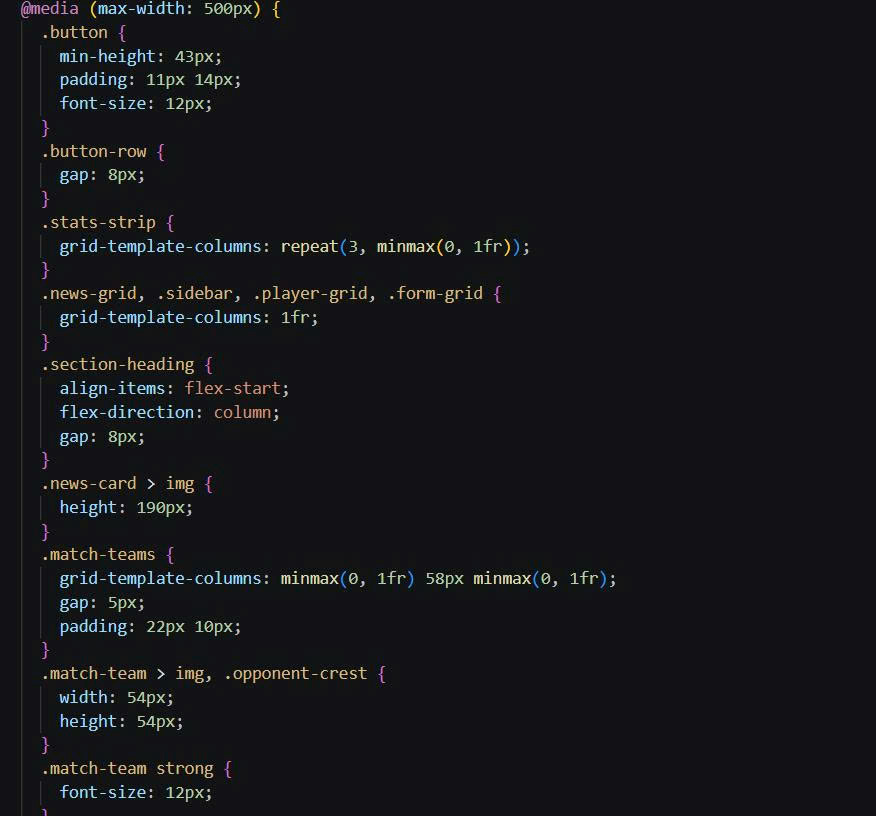 @media (max-width: 500px) {
.button {
min-height: 43px;
padding: 11px 14px;
font-size: 12px;
}
.button-row {
gap: 8px;
}
.stats-strip {
grid-template-columns: repeat(3, minmax(0, 1fr));
}
.news-grid, .sidebar, .player-grid, .form-grid {
grid-template-columns: 1fr;
}
.section-heading {
align-items: flex-start;
flex-direction: column;
gap: 8px;
}
.news-card > img {
height: 190px;
}
.match-teams {
grid-template-columns: minmax(0, 1fr) 58px minmax(0, 1fr);
gap: 5px;
padding: 22px 10px;
}
.match-team > img, .opponent-crest {
width: 54px;
height: 54px;
}
.match-team strong {
font-size: 12px;
}